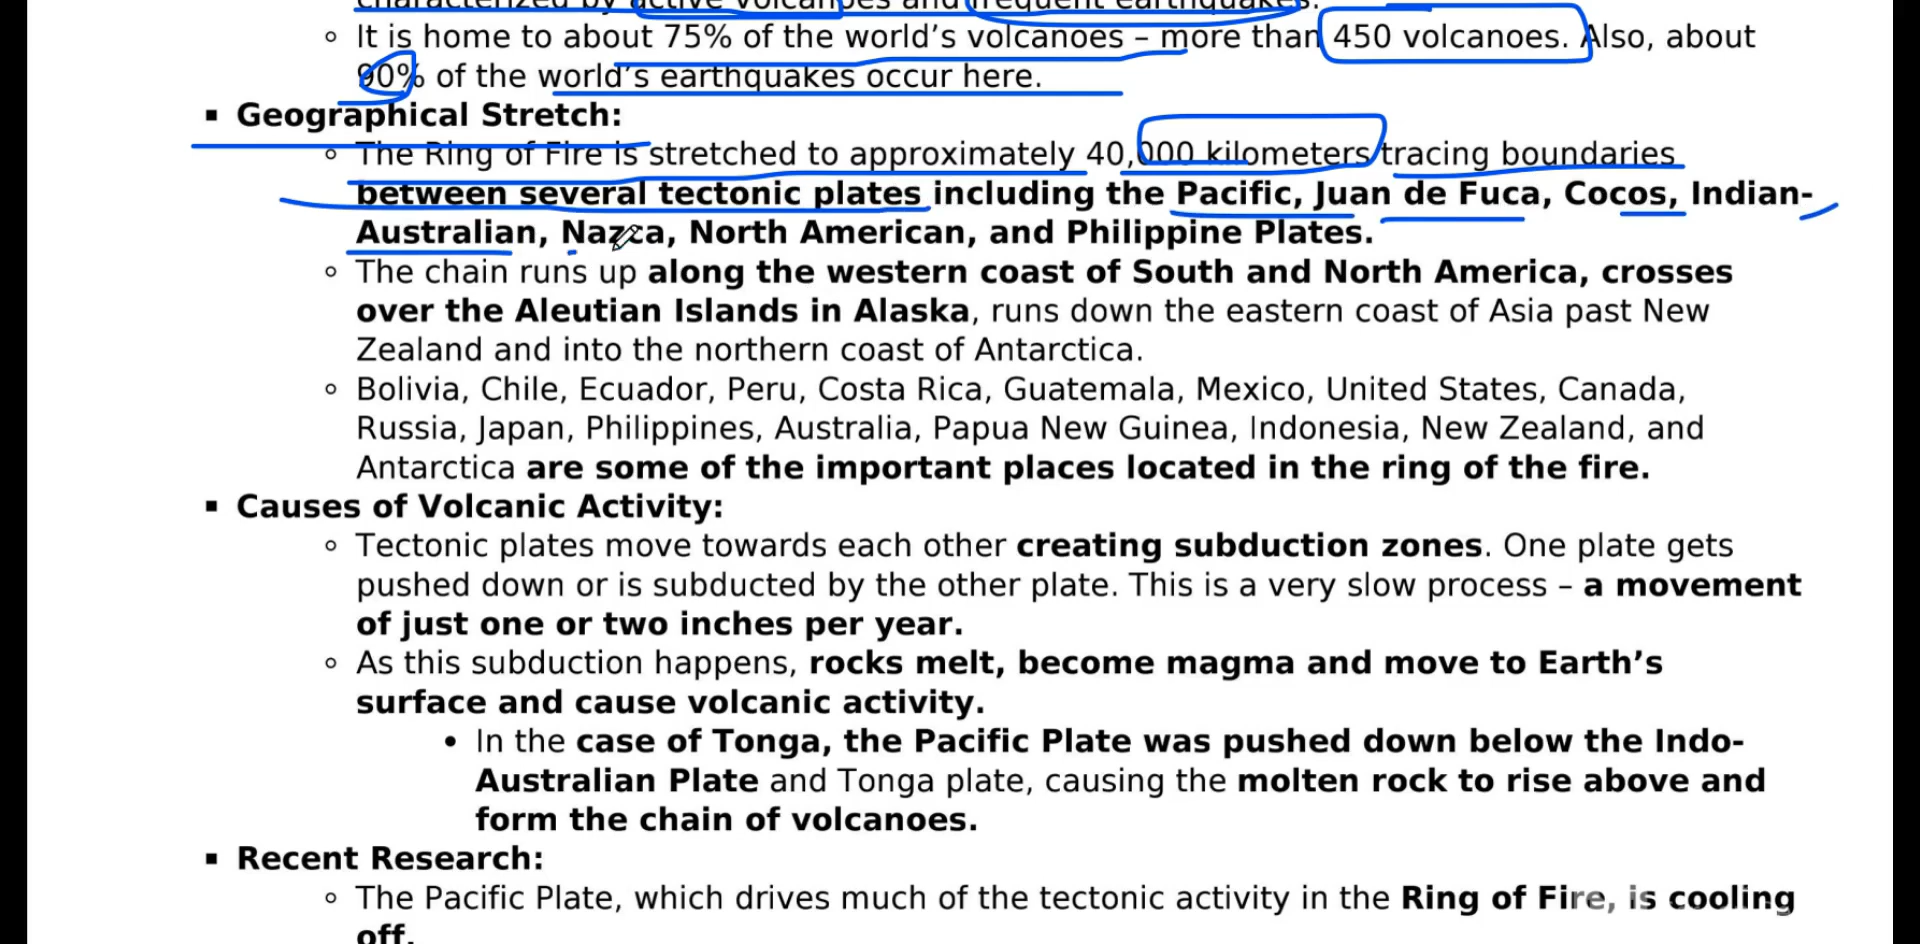 characterized by active volcanoes and frequent earthquakes.
◦ It is home to about 75% of the world’s volcanoes – more than 450 volcanoes. Also, about
90% of the world’s earthquakes occur here.
▪ Geographical Stretch:
◦ The Ring of Fire is stretched to approximately 40,000 kilometers tracing boundaries
between several tectonic plates including the Pacific, Juan de Fuca, Cocos, Indian-
Australian, Nazca, North American, and Philippine Plates.
◦ The chain runs up along the western coast of South and North America, crosses
over the Aleutian Islands in Alaska, runs down the eastern coast of Asia past New
Zealand and into the northern coast of Antarctica.
◦ Bolivia, Chile, Ecuador, Peru, Costa Rica, Guatemala, Mexico, United States, Canada,
Russia, Japan, Philippines, Australia, Papua New Guinea, Indonesia, New Zealand, and
Antarctica are some of the important places located in the ring of the fire.
▪ Causes of Volcanic Activity:
◦ Tectonic plates move towards each other creating subduction zones. One plate gets
pushed down or is subducted by the other plate. This is a very slow process – a movement
of just one or two inches per year.
◦ As this subduction happens, rocks melt, become magma and move to Earth’s
surface and cause volcanic activity.
• In the case of Tonga, the Pacific Plate was pushed down below the Indo-
Australian Plate and Tonga plate, causing the molten rock to rise above and
form the chain of volcanoes.
▪ Recent Research:
◦ The Pacific Plate, which drives much of the tectonic activity in the Ring of Fire, is cooling
off.